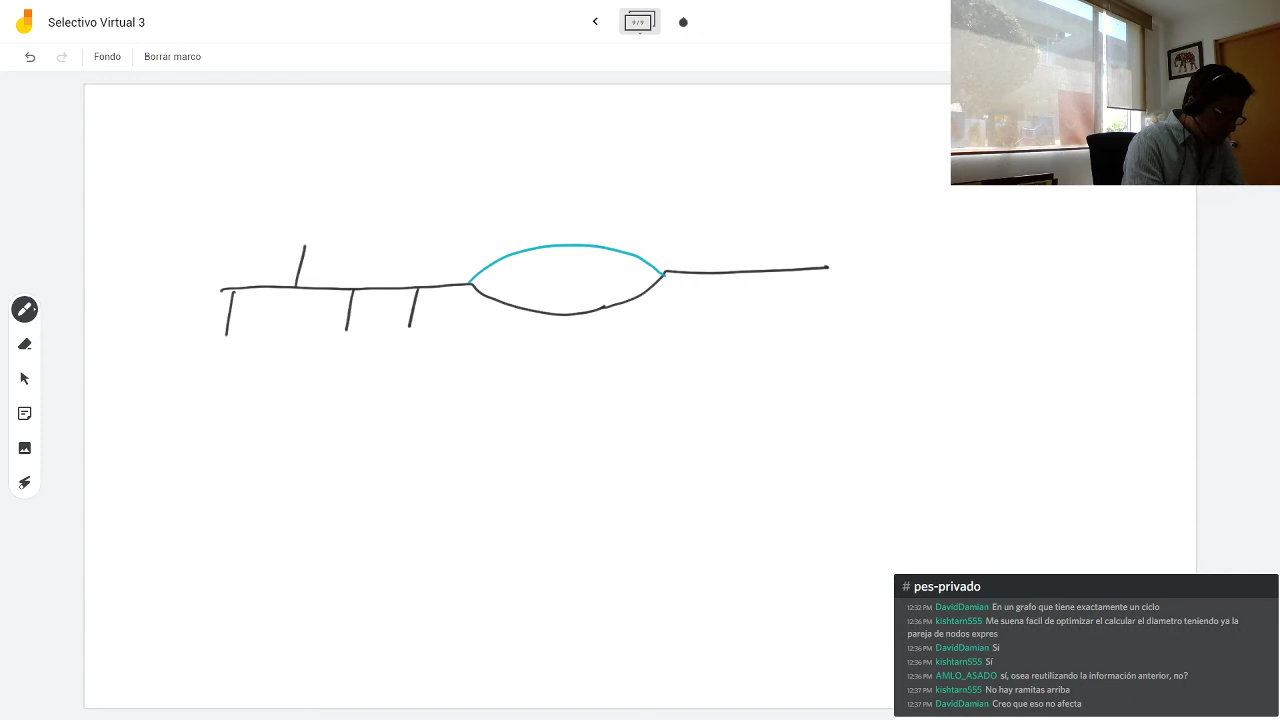 Selectivo Virtual 3
9/9
Fondo
Borrar marco
# pes-privado
12:32 PM DavidDamian En un grafo que tiene exactamente un ciclo
12:36 PM kishtarn555 Me suena facil de optimizar el calcular el diametro teniendo ya la
pareja de nodos expres
12:36 PM DavidDamian Si
12:36 PM kishtarn555 Sí
12:36 PM AMLO_ASADO sí, osea reutilizando la información anterior, no?
12:37 PM kishtarn555 No hay ramitas arriba
12:37 PM DavidDamian Creo que eso no afecta